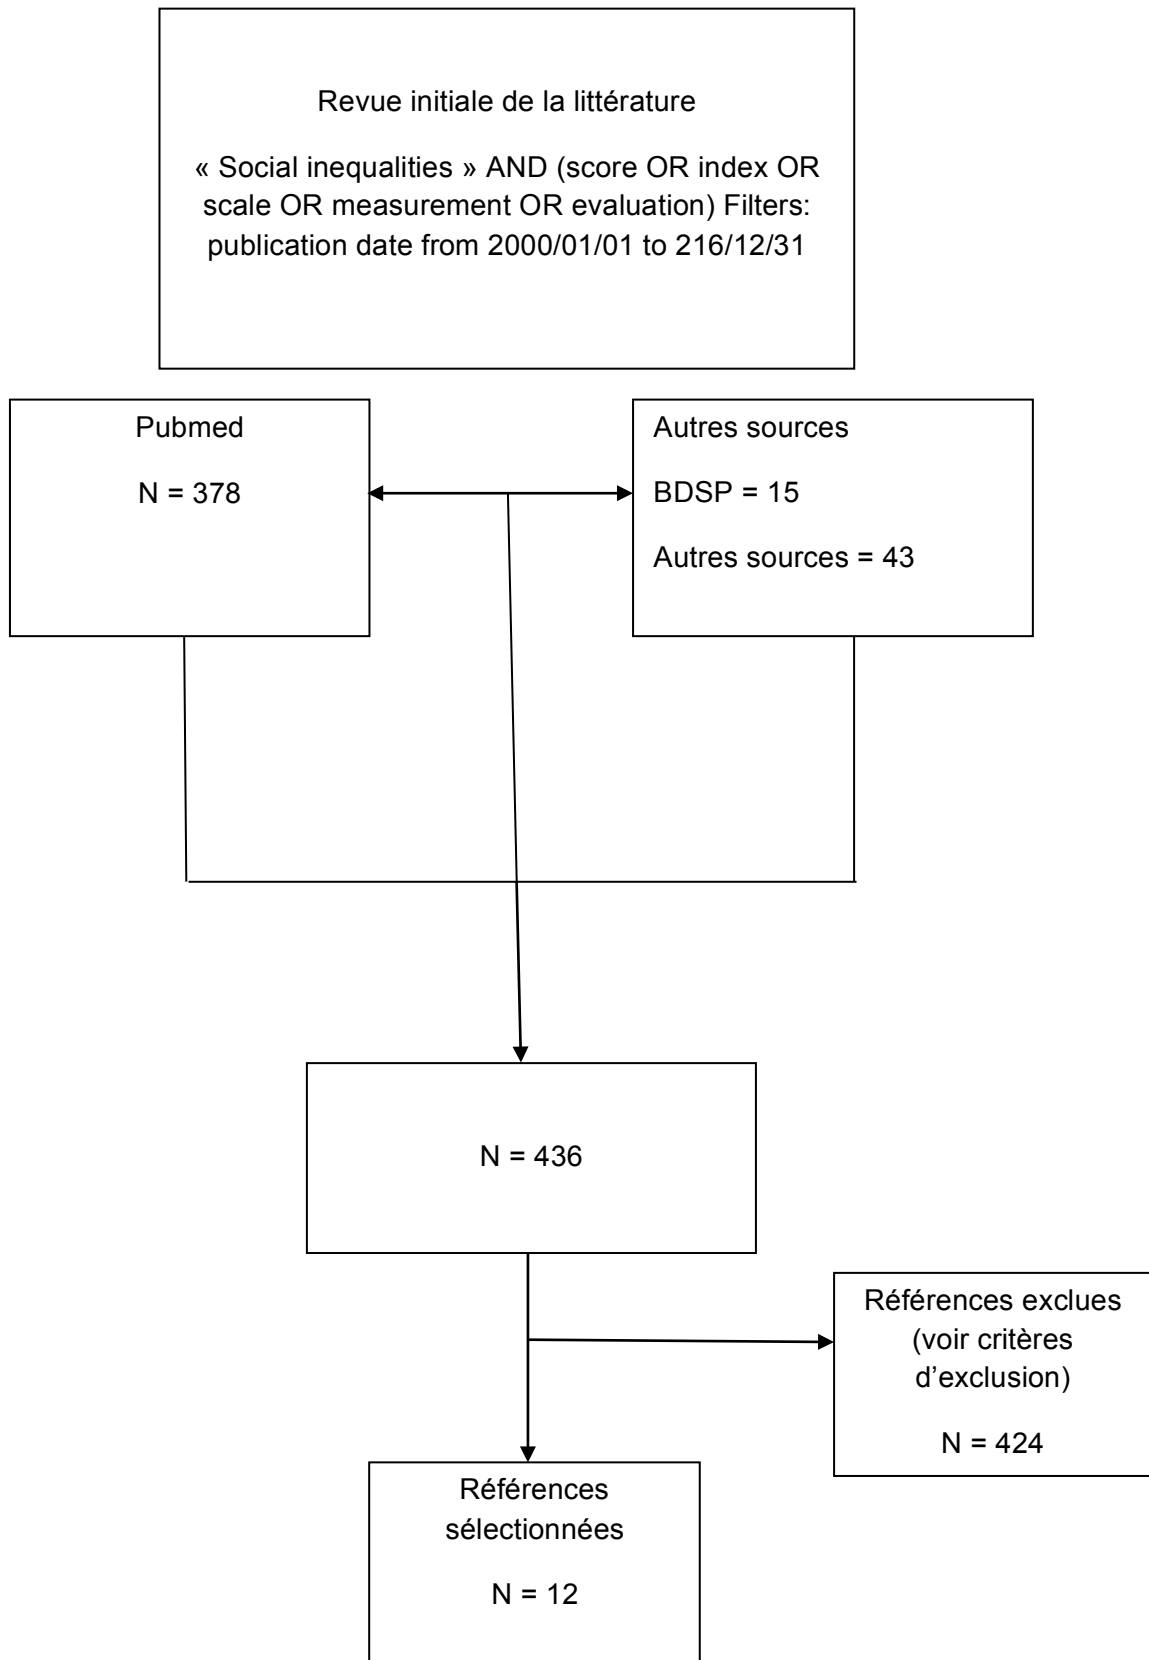 Revue initiale de la littérature
« Social inequalities » AND (score OR index OR
scale OR measurement OR evaluation) Filters:
publication date from 2000/01/01 to 216/12/31
Pubmed
N = 378
Autres sources
BDSP = 15
Autres sources = 43
N = 436
Références exclues
(voir critères
d’exclusion)
N = 424
Références
sélectionnées
N = 12